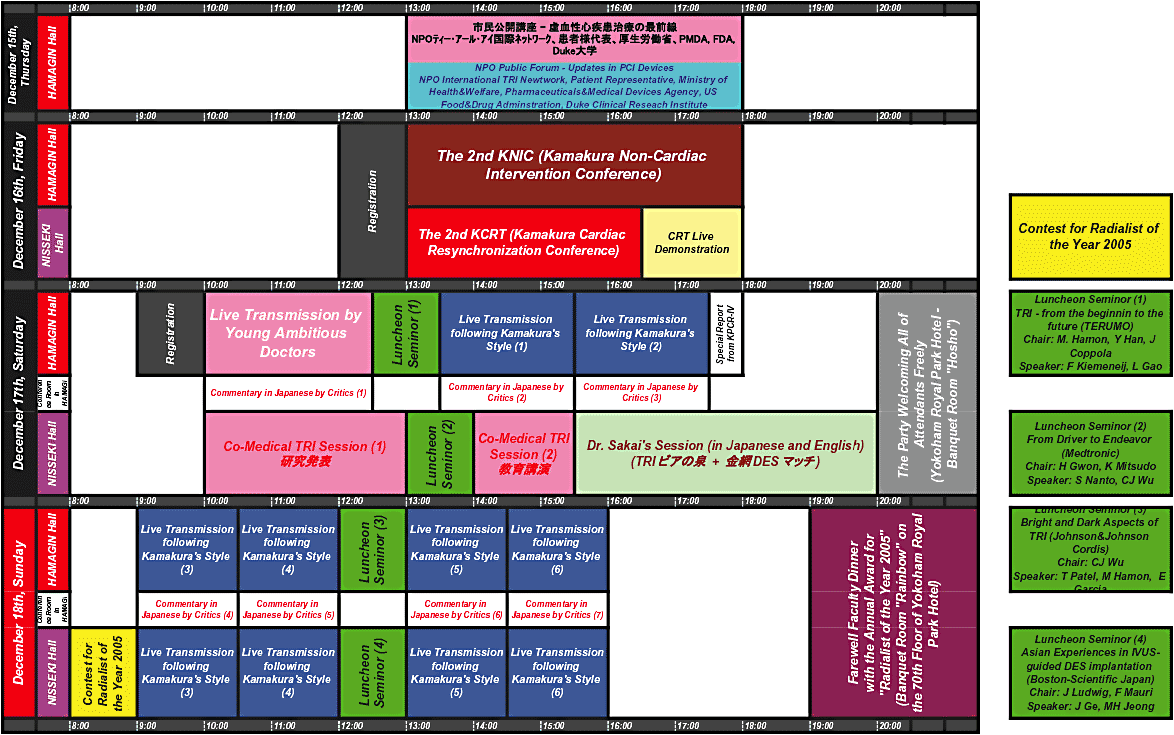 8:00 9:00 10:00 11:00 12:00 13:00 14:00 15:00 16:00 17:00 18:00 19:00 20:00
December 15th,
Thursday
HAMAGIN Hall
市民公開講座 − 虚血性心疾患治療の最前線
NPOティー・アール・アイ国際ネットワーク、患者様代表、厚生労働省、PMDA, FDA,
Duke大学
NPO Public Forum - Updates in PCI Devices
NPO International TRI Newtwork, Patient Representative, Ministry of
Health&Welfare, Pharmaceuticals&Medical Devices Agency, US
Food&Drug Adminstration, Duke Clinical Reseach Institute
8:00 9:00 10:00 11:00 12:00 13:00 14:00 15:00 16:00 17:00 18:00 19:00 20:00
December 16th, Friday
HAMAGIN Hall
NISSEKI
Hall
Registration
The 2nd KNIC (Kamakura Non-Cardiac
Intervention Conference)
The 2nd KCRT (Kamakura Cardiac
Resynchronization Conference)
CRT Live
Demonstration
Contest for Radialist of
the Year 2005
8:00 9:00 10:00 11:00 12:00 13:00 14:00 15:00 16:00 17:00 18:00 19:00 20:00
December 17th, Saturday
HAMAGIN Hall
Registration
Live Transmission by
Young Ambitious
Doctors
Luncheon
Seminor (1)
Live Transmission
following Kamakura's
Style (1)
Live Transmission
following Kamakura's
Style (2)
Special Report
from KPCR-IV
The Party Welcoming All of
Attendants Freely
(Yokoham Royal Park Hotel -
Banquet Room "Hosho")
Luncheon Seminor (1)
TRI - from the beginnin to the
future (TERUMO)
Chair: M. Hamon, Y Han, J
Coppola
Speaker: F Kiemeneij, L Gao
ce Room
in
HAMAGI
Commentary in Japanese by Critics (1)
Commentary in Japanese by
Critics (2)
Commentary in Japanese by
Critics (3)
NISSEKI Hall
Co-Medical TRI Session (1)
研究発表
Luncheon
Seminor (2)
Co-Medical TRI
Session (2)
教育講演
Dr. Sakai's Session (in Japanese and English)
(TRIビアの泉 + 金網DESマッチ)
Luncheon Seminor (2)
From Driver to Endeavor
(Medtronic)
Chair: H Gwon, K Mitsudo
Speaker: S Nanto, CJ Wu
8:00 9:00 10:00 11:00 12:00 13:00 14:00 15:00 16:00 17:00 18:00 19:00 20:00
December 18th, Sunday
HAMAGIN Hall
Live Transmission
following
Kamakura's Style
(3)
Live Transmission
following
Kamakura's Style
(4)
Luncheon
Seminor (3)
Live Transmission
following
Kamakura's Style
(5)
Live Transmission
following
Kamakura's Style
(6)
Farewell Faculty Dinner
with the Annual Award for
"Radialist of the Year 2005"
(Banquet Room "Rainbow" on
the 70th Floor of Yokoham Royal
Park Hotel)
Luncheon Seminor (3)
Bright and Dark Aspects of
TRI (Johnson&Johnson
Cordis)
Chair: CJ Wu
Speaker: T Patel, M Hamon, E
Garcia
ce Room
in
HAMAGI
Commentary in
Japanese by Critics (4)
Commentary in
Japanese by Critics (5)
Commentary in
Japanese by Critics (6)
Commentary in
Japanese by Critics (7)
NISSEKI Hall
Contest for
Radialist of
the Year 2005
Live Transmission
following
Kamakura's Style
(3)
Live Transmission
following
Kamakura's Style
(4)
Luncheon
Seminor (4)
Live Transmission
following
Kamakura's Style
(5)
Live Transmission
following
Kamakura's Style
(6)
Luncheon Seminor (4)
Asian Experiences in IVUS-
guided DES implantation
(Boston-Scientific Japan)
Chair: J Ludwig, F Mauri
Speaker: J Ge, MH Jeong
8:00 9:00 10:00 11:00 12:00 13:00 14:00 15:00 16:00 17:00 18:00 19:00 20:00